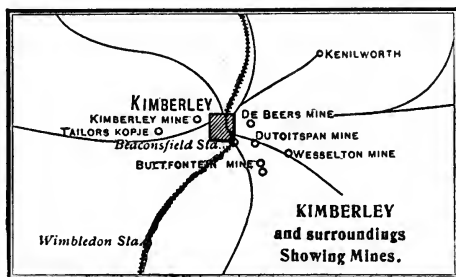 KENILWORTH
KIMBERLEY
KIMBERLEY MINE
DE BEERS MINE
TAILORS KOPJE
Beaconsfield Sta.
DUTOITSPAN MINE
BULTFONTEIN MINE
WESSELTON MINE
Wimbledon Sta.
KIMBERLEY
and surroundings
Showing Mines.